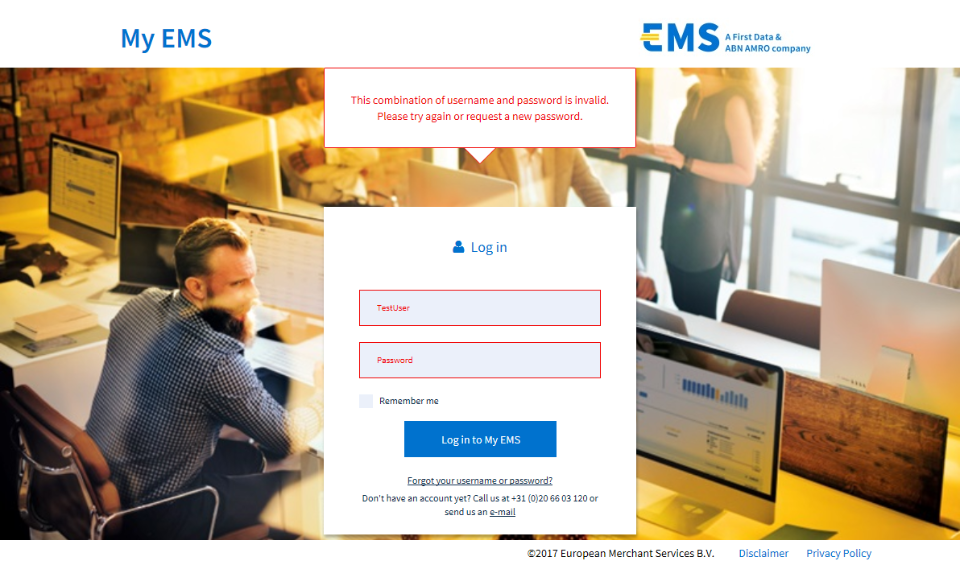 My EMS
EMS
A First Data &
ABN AMRO company
This combination of username and password is invalid.
Please try again or request a new password.
Log in
TestUser
Password
Remember me
Log in to My EMS
Forgot your username or password?
Don't have an account yet? Call us at +31 (0)20 66 03 120 or
send us an e-mail
©2017 European Merchant Services B.V.
Disclaimer
Privacy Policy